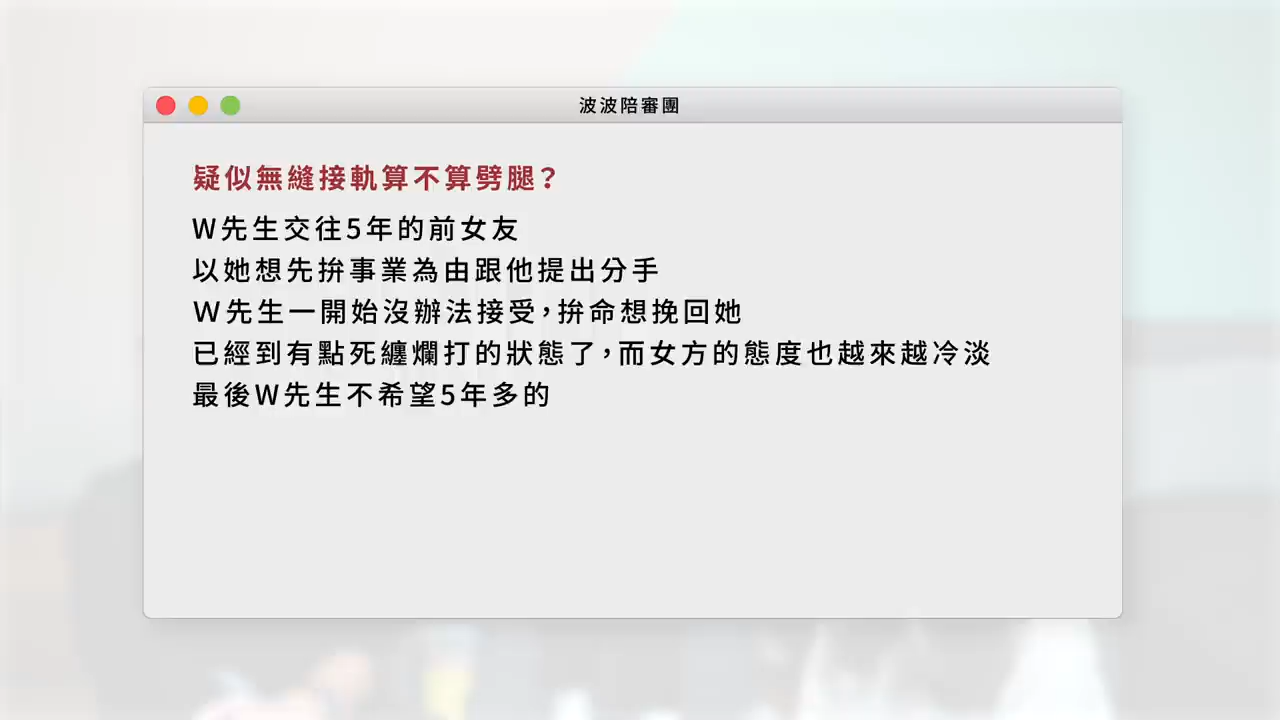 波波陪審團
疑似無縫接軌算不算劈腿？
W先生交往5年的前女友
以她想先拚事業為由跟他提出分手
W先生一開始沒辦法接受，拚命想挽回她
已經到有點死纏爛打的狀態了，而女方的態度也越來越冷淡
最後W先生不希望5年多的